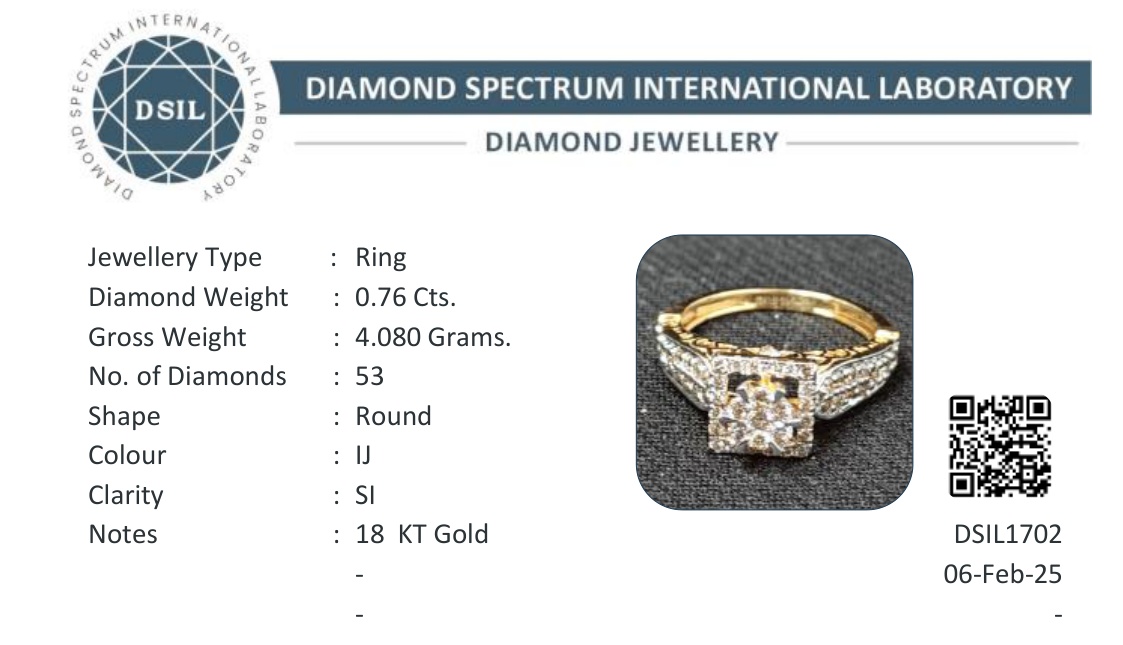 DIAMOND SPECTRUM INTERNATIONAL LABORATORY
DSIL
DIAMOND SPECTRUM INTERNATIONAL LABORATORY
DIAMOND JEWELLERY
Jewellery Type : Ring
Diamond Weight : 0.76 Cts.
Gross Weight : 4.080 Grams.
No. of Diamonds : 53
Shape : Round
Colour : IJ
Clarity : SI
Notes : 18 KT Gold
-
-
DSIL1702
06-Feb-25
-